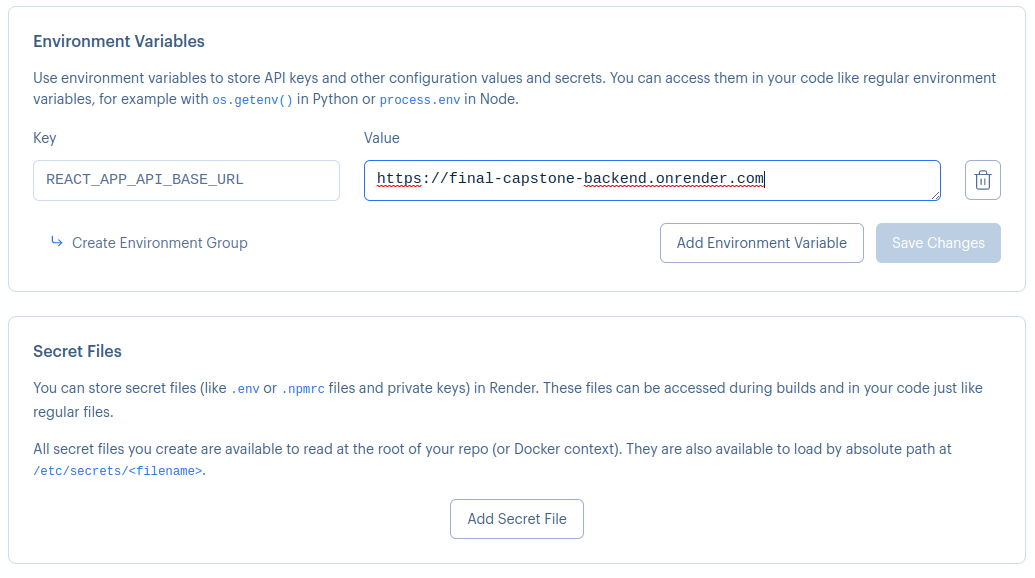 Environment Variables
Use environment variables to store API keys and other configuration values and secrets. You can access them in your code like regular environment
variables, for example with os.getenv() in Python or process.env in Node.
Key
Value
REACT_APP_API_BASE_URL
https://final-capstone-backend.onrender.com
Create Environment Group
Add Environment Variable
Save Changes
Secret Files
You can store secret files (like .env or .npmrc files and private keys) in Render. These files can be accessed during builds and in your code just like
regular files.
All secret files you create are available to read at the root of your repo (or Docker context). They are also available to load by absolute path at
/etc/secrets/<filename>.
Add Secret File